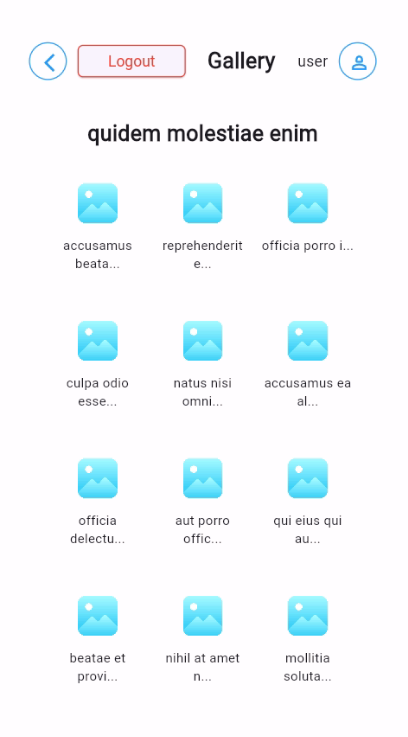 Logout Gallery user
quidem molestiae enim
accusamus
beata...
reprehenderit
e...
officia porro i...
culpa odio
esse...
natus nisi
omni...
accusamus ea
al...
officia
delectu...
aut porro
offic...
qui eius qui
au...
beatae et
provi...
nihil at amet
n...
mollitia
soluta...